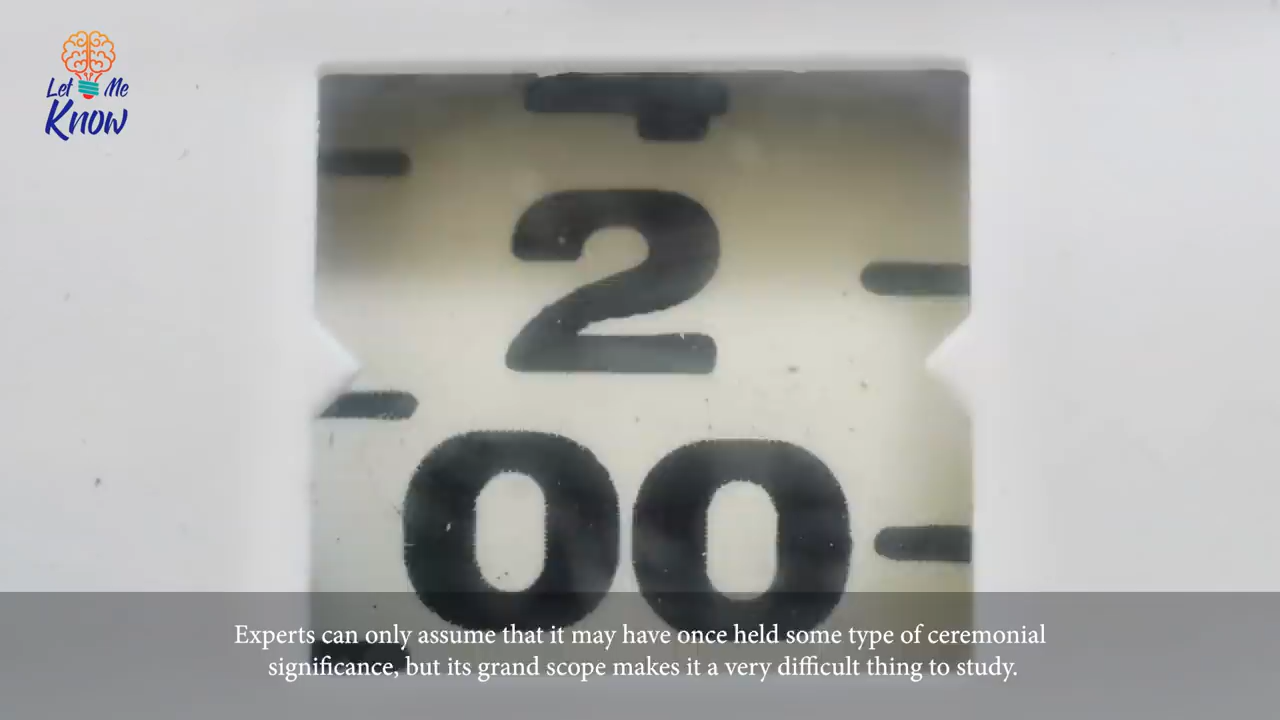 Let Me
Know
2
00
Experts can only assume that it may have once held some type of ceremonial
significance, but its grand scope makes it a very difficult thing to study.